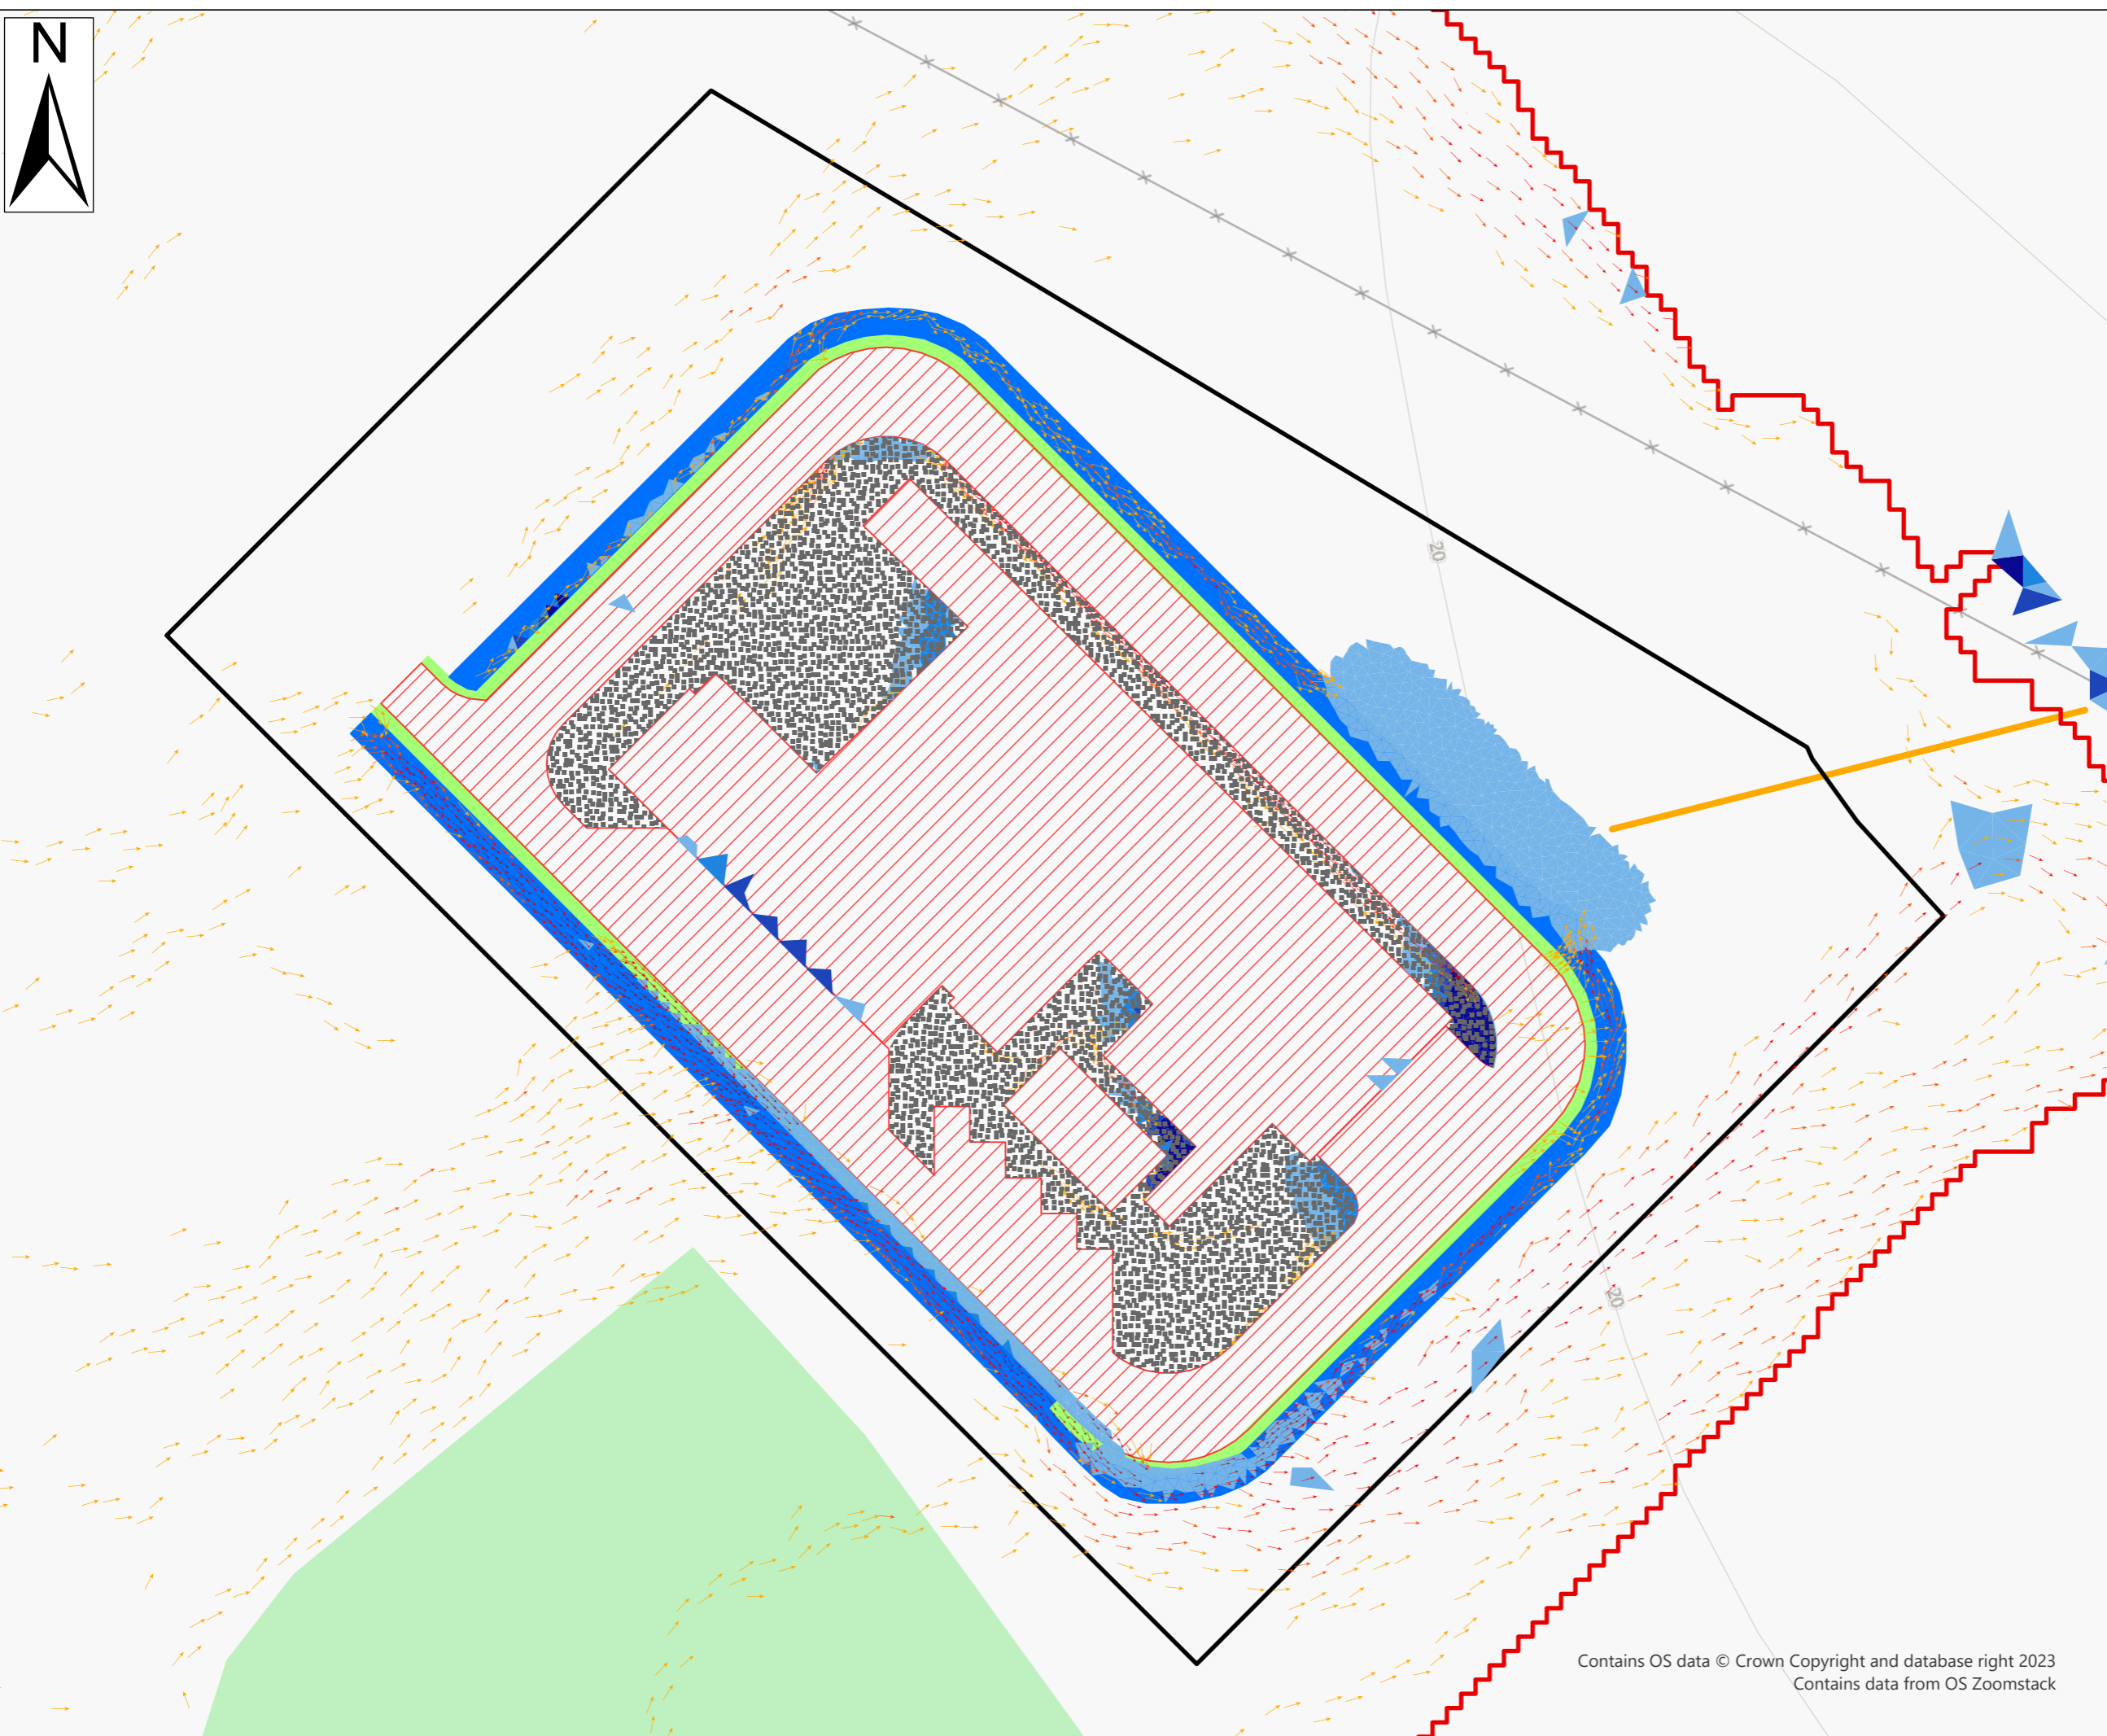 N
20
20
Contains OS data © Crown Copyright and database right 2023
Contains data from OS Zoomstack